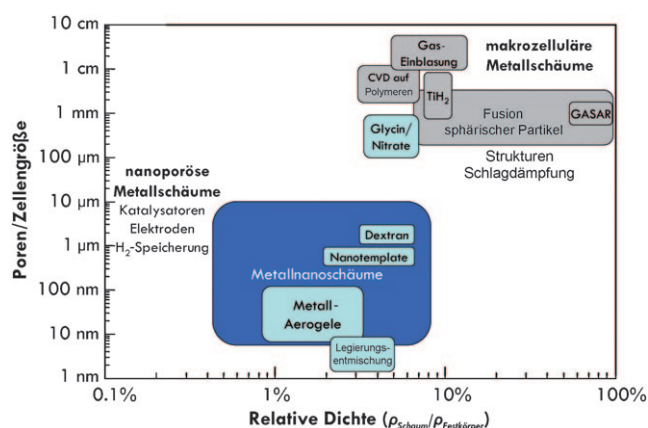 10 cm
1 cm
1 mm
100 µm
10 µm
1 µm
100 nm
10 nm
1 nm
Poren/Zellengröße
0.1%
1%
10%
100%
Relative Dichte (ρSchaum/ρFestkörper)
Gas-
Einblasung
makrozelluläre
Metallschäume
CVD auf
Polymeren
TiH2
Fusion
sphärischer Partikel
GASAR
Glycin/
Nitrate
Strukturen
Schlagdämpfung
nanoporöse
Metallschäume
Katalysatoren
Elektroden
H2-Speicherung
Dextran
Nanotemplate
Metallnanoschäume
Metall-
Aerogele
Legierungs-
entmischung